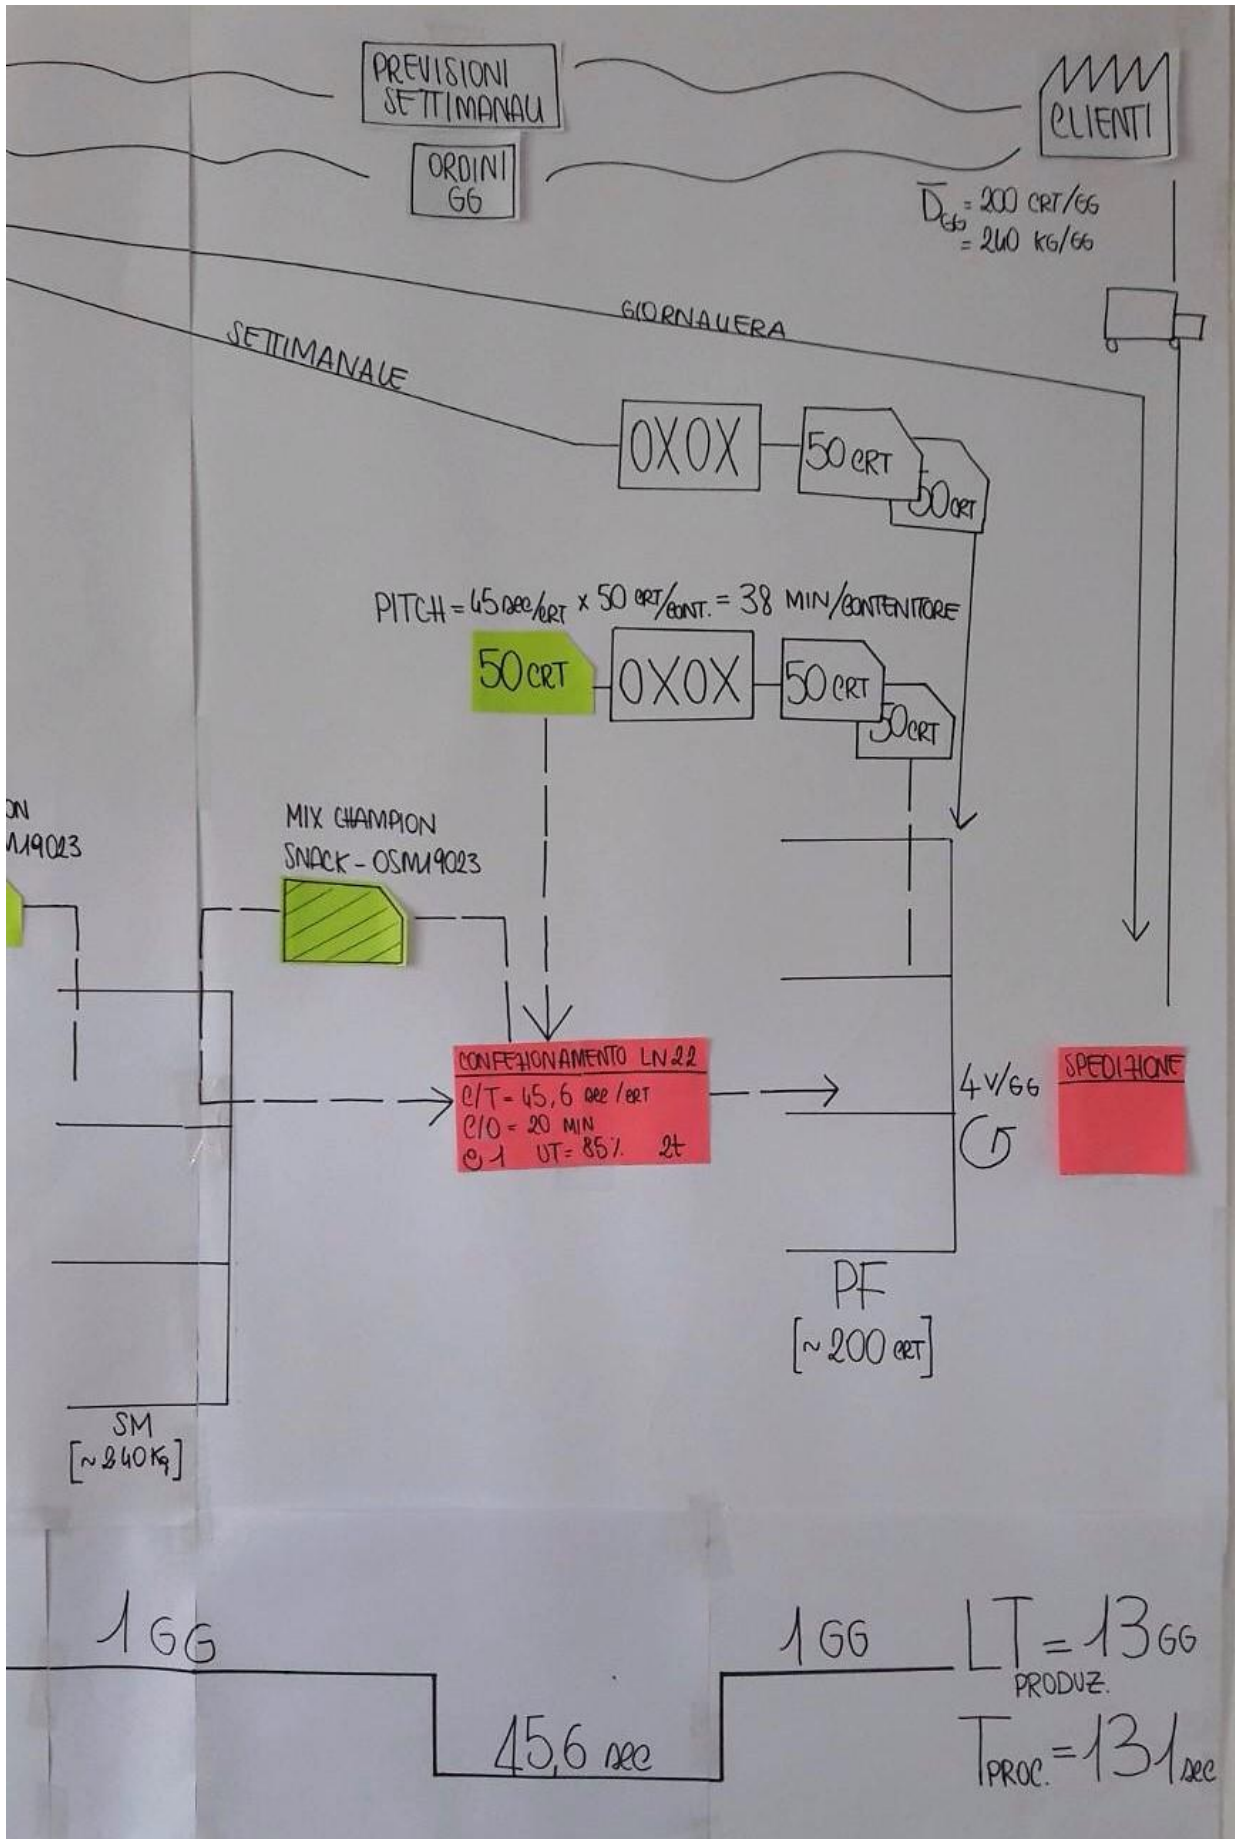 PREVISIONI
SETTIMANALI
CLIENTI
ORDINI
GG
D̅GG = 200 CRT/GG
= 240 KG/GG
GIORNALIERA
SETTIMANALE
OXOX
50 CRT
50 CRT
PITCH = 45 sec/CRT × 50 CRT/CONT. = 38 MIN/CONTENITORE
50 CRT
OXOX
50 CRT
50 CRT
ON
M19023
MIX CHAMPION
SNACK - OSM19023
CONFEZIONAMENTO LN22
C/T = 45,6 sec/CRT
C/O = 20 MIN
1 UT = 85% 2t
4 V/GG
SPEDIZIONE
PF
[~ 200 CRT]
SM
[~ 240 Kg]
1 GG
45,6 sec
1 GG
LT PRODUZ. = 13 GG
TPROC. = 131 sec